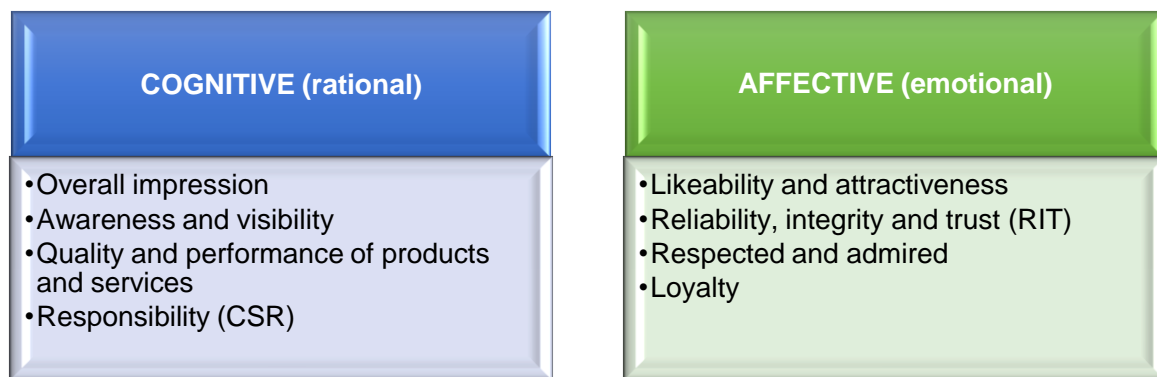 COGNITIVE (rational)
•Overall impression
•Awareness and visibility
•Quality and performance of products
and services
•Responsibility (CSR)
AFFECTIVE (emotional)
•Likeability and attractiveness
•Reliability, integrity and trust (RIT)
•Respected and admired
•Loyalty